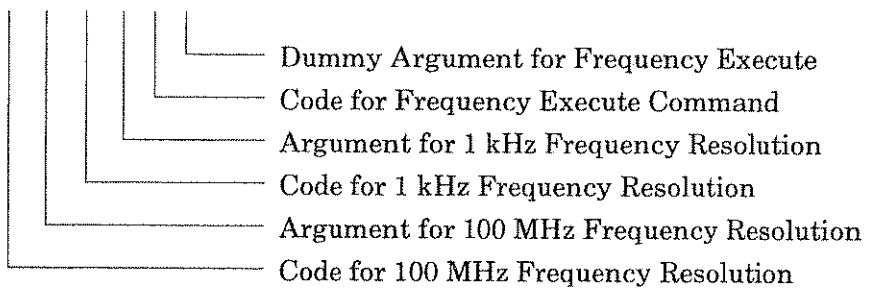 Dummy Argument for Frequency Execute
Code for Frequency Execute Command
Argument for 1 kHz Frequency Resolution
Code for 1 kHz Frequency Resolution
Argument for 100 MHz Frequency Resolution
Code for 100 MHz Frequency Resolution